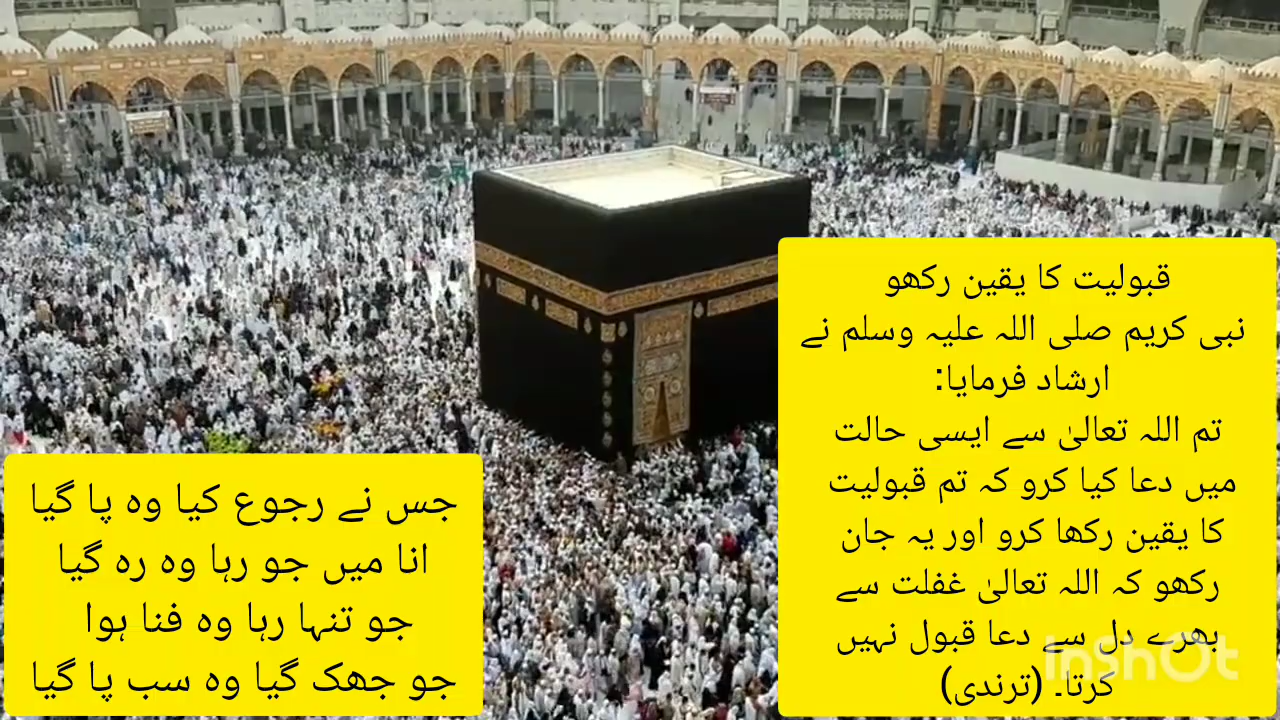 قبولیت کا یقین رکھو
نبی کریم صلی اللہ علیہ وسلم نے
ارشاد فرمایا:
تم اللہ تعالیٰ سے ایسی حالت
میں دعا کیا کرو کہ تم قبولیت
کا یقین رکھا کرو اور یہ جان
رکھو کہ اللہ تعالیٰ غفلت سے
بھرے دل سے دعا قبول نہیں
کرتا۔ (ترندی)
جس نے رجوع کیا وہ پا گیا
انا میں جو رہا وہ رہ گیا
جو تنہا رہا وہ فنا ہوا
جو جھک گیا وہ سب پا گیا
InShOt